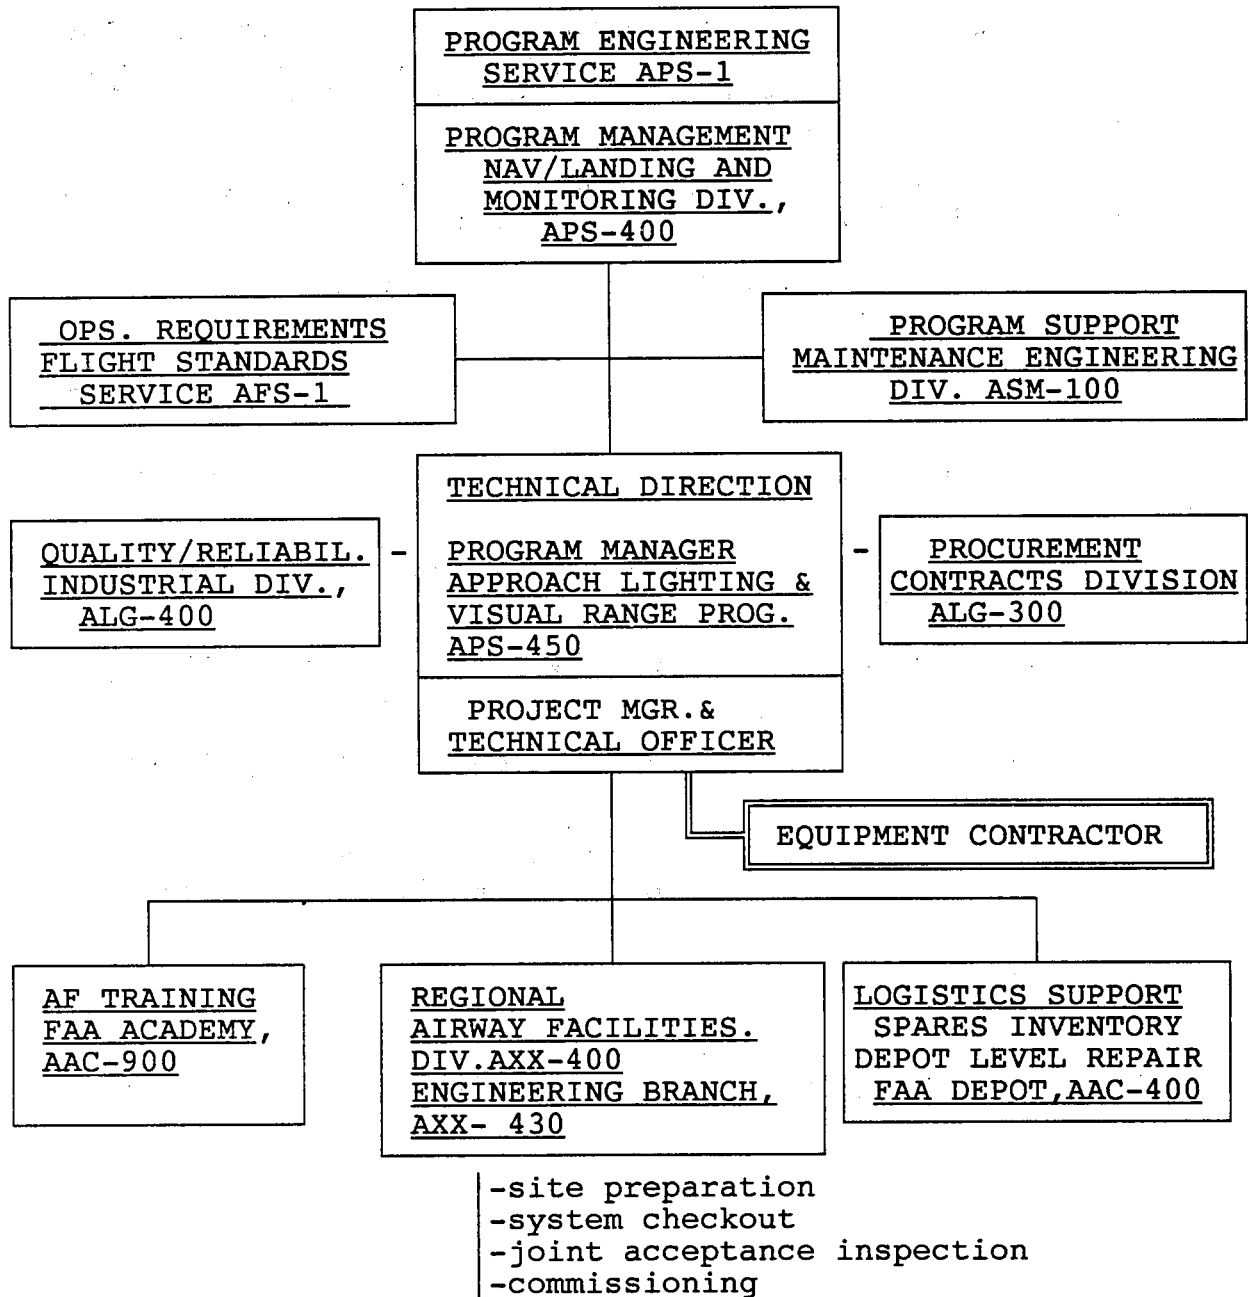 PROGRAM ENGINEERING
SERVICE APS-1
PROGRAM MANAGEMENT
NAV/LANDING AND
MONITORING DIV.,
APS-400
OPS. REQUIREMENTS
FLIGHT STANDARDS
SERVICE AFS-1
PROGRAM SUPPORT
MAINTENANCE ENGINEERING
DIV. ASM-100
QUALITY/RELIABIL.
INDUSTRIAL DIV.,
ALG-400
-
TECHNICAL DIRECTION
PROGRAM MANAGER
APPROACH LIGHTING &
VISUAL RANGE PROG.
APS-450
PROJECT MGR.&
TECHNICAL OFFICER
-
PROCUREMENT
CONTRACTS DIVISION
ALG-300
EQUIPMENT CONTRACTOR
AF TRAINING
FAA ACADEMY,
AAC-900
REGIONAL
AIRWAY FACILITIES.
DIV.AXX-400
ENGINEERING BRANCH,
AXX- 430
LOGISTICS SUPPORT
SPARES INVENTORY
DEPOT LEVEL REPAIR
FAA DEPOT,AAC-400
-site preparation
-system checkout
-joint acceptance inspection
-commissioning